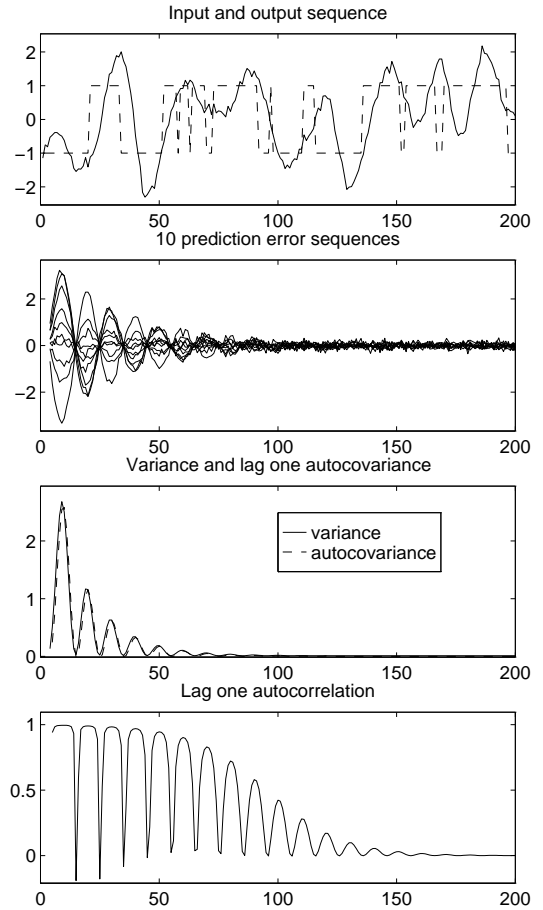 Input and output sequence
2
1
0
−1
−2
0 50 100 150 200
10 prediction error sequences
2
0
−2
0 50 100 150 200
Variance and lag one autocovariance
2
1
0
variance
autocovariance
0 50 100 150 200
Lag one autocorrelation
1
0.5
0
0 50 100 150 200